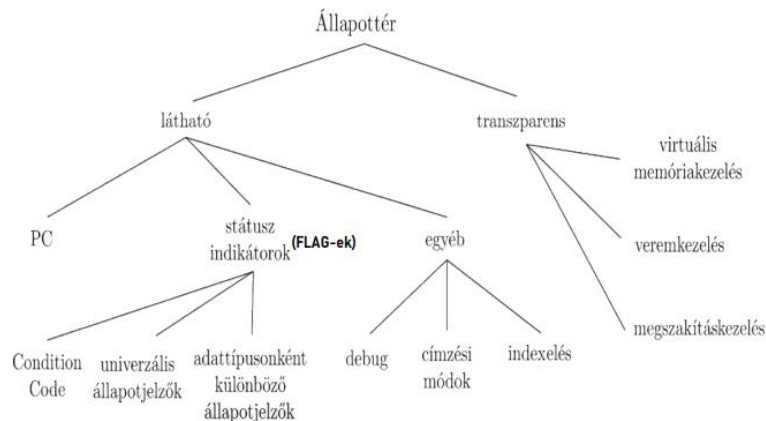 Állapottér
látható
transzparens
virtuális
memóriakezelés
PC
státusz
indikátorok (FLAG-ek)
egyéb
veremkezelés
megszakításkezelés
Condition
Code
univerzális
állapotjelzők
adattípusonként
különböző
állapotjelzők
debug
címzési
módok
indexelés